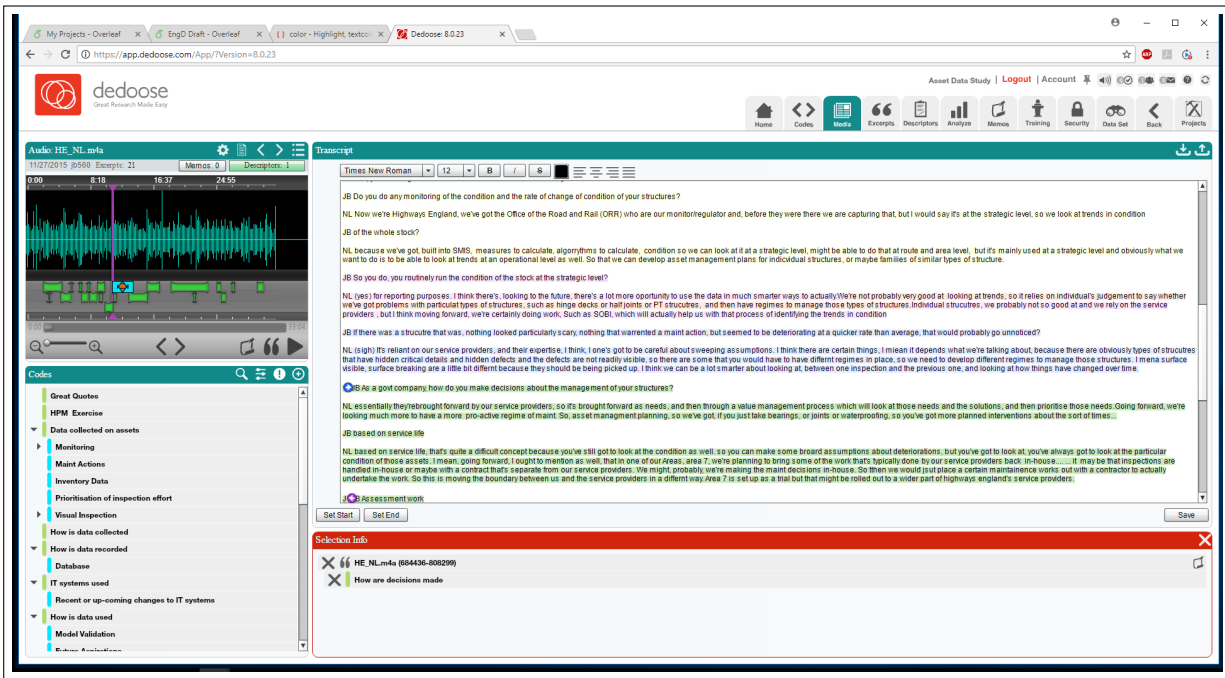 My Projects - Overleaf
EngD Draft - Overleaf
color - Highlight, textcol
Dedoose: 8.0.23
https://app.dedoose.com/App/?Version=8.0.23
dedoose
Great Research Made Easy
Asset Data Study | Logout | Account
Home
Codes
Media
Excerpts
Descriptors
Analyze
Memos
Training
Security
Data Set
Back
Projects
Audio: HE_NL.m4a
11/27/2015 jb560 Excerpts: 21
Memos: 0
Descriptors: 1
0:00 8:18 16:37 24:55
0:00
33:04
Codes
Great Quotes
HPM Exercise
Data collected on assets
Monitoring
Maint Actions
Inventory Data
Prioritisation of inspection effort
Visual Inspection
How is data collected
How is data recorded
Database
IT systems used
Recent or up-coming changes to IT systems
How is data used
Model Validation
Future Aspirations
Transcript
Times New Roman 12 B I S
JB Do you do any monitoring of the condition and the rate of change of condition of your structures?
NL Now we're Highways England, we've got the Office of the Road and Rail (ORR) who are our monitor/regulator and, before they were there we are capturing that, but I would say it's at the strategic level, so we look at trends in condition
JB of the whole stock?
NL because we've got, built into SMIS, measures to calculate, algorrythms to calculate, condition so we can look at it at a strategic level, might be able to do that at route and area level, but it's mainly used at a strategic level and obviously what we
want to do is to be able to look at trends at an operational level as well. So that we can develop asset management plans for indicvidual structures, or maybe families of similar types of structure.
JB So you do, you routinely run the condition of the stock at the strategic level?
NL (yes) for reporting purposes. I think there's, looking to the future, there's a lot more oportunity to use the data in much smarter ways to actually.We're not probably very good at looking at trends, so it relies on individual's judgement to say whether
we've got problems with particulat types of structures, such as hinge decks or half joints or PT strucutres, and then have regimes to manage those types of structures.Individual strucutres, we probably not so good at and we rely on the service
providers , but I think moving forward, we're certainly doing work, Such as SOBI, which will actually help us with that process of identifying the trends in condition
JB If there was a strucutre that was, nothing looked particularly scary, nothing that warrented a maint action, but seemed to be deteriorating at a quicker rate than average, that would probably go unnoticed?
NL (sigh) It's reliant on our service providers, and their expertise, I think, I one's got to be careful about sweeping assumptions. I think there are certain things, I mean it depends what we're talking about, because there are obviously types of strucutres
that have hidden critical details and hidden defects and the defects are not readily visible, so there are some that you would have to have differnt regimes in place, so we need to develop different regimes to manage those structures. I mena surface
visible, surface breaking are a little bit differnt because they should be being picked up. I think we can be a lot smarter about looking at, between one inspection and the previous one, and looking at how things have changed over time.
JB As a govt company, how do you make decisions about the management of your structures?
NL essentially they'rebrought forward by our service providers, so it's brought forward as needs, and then through a value management process which will look at those needs and the solutions, and then prioritise those needs.Going forward, we're
looking much more to have a more pro-active regime of maint. So, asset managment planning, so we've got, if you just take bearings, or joints or waterproofing, so you've got more planned interventions about the sort of times...
JB based on service life
NL based on service life, that's quite a difficult concept because you've still got to look at the condition as well. so you can make some broard assumptions about deteriorations, but you've got to look at, you've always got to look at the particular
condition of those assets. I mean, going forward, I ought to mention as well, that in one of our Areas, area 7, we're planning to bring some of the work that's typically done by our service providers back in-house..... .. it may be that inspections are
handled in-house or maybe with a contract that's separate from our service providers. We might, probably, we're making the maint decisions in-house. So then we would jsut place a certain maintainence works out with a contractor to actually
undertake the work. So this is moving the boundary between us and the service providers in a differnt way. Area 7 is set up as a trial but that might be rolled out to a wider part of highways england's service providers.
JB Assessment work
Set Start
Set End
Save
Selection Info
HE_NL.m4a (684436-808299)
How are decisions made